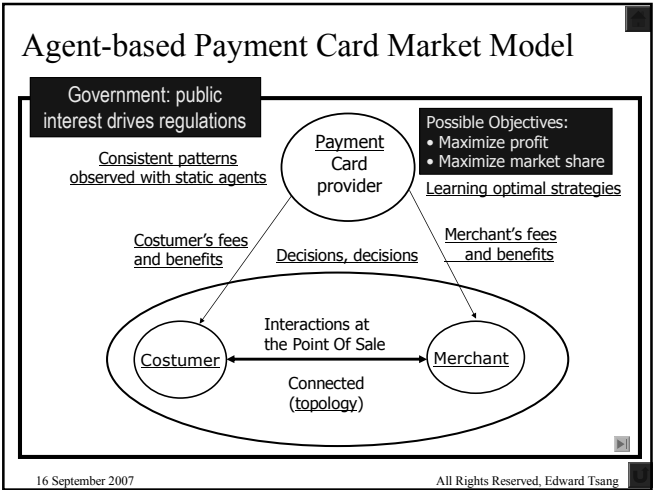 Agent-based Payment Card Market Model
Government: public
interest drives regulations
Consistent patterns
observed with static agents
Payment
Card
provider
Possible Objectives:
• Maximize profit
• Maximize market share
Learning optimal strategies
Costumer's fees
and benefits
Decisions, decisions
Merchant's fees
and benefits
Interactions at
the Point Of Sale
Costumer
Merchant
Connected
(topology)
16 September 2007
All Rights Reserved, Edward Tsang